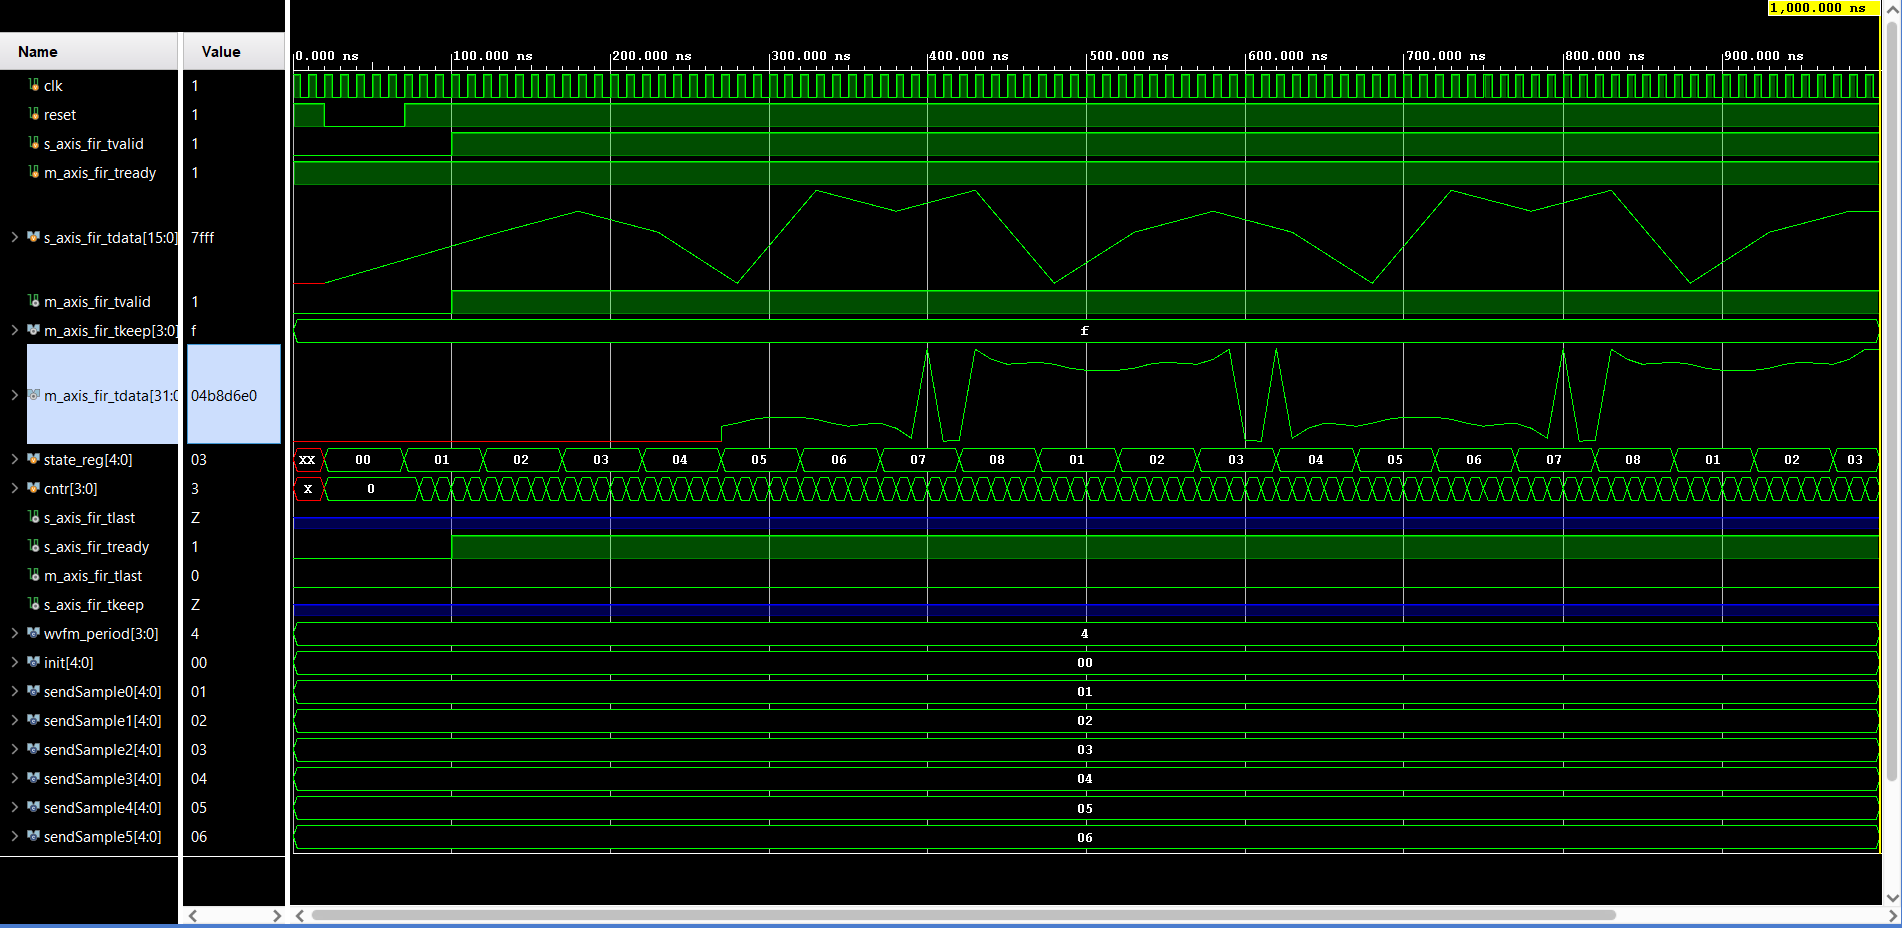 1,000.000 ns
Name Value
0.000 ns 100.000 ns 200.000 ns 300.000 ns 400.000 ns 500.000 ns 600.000 ns 700.000 ns 800.000 ns 900.000 ns
clk 1
reset 1
s_axis_fir_tvalid 1
m_axis_fir_tready 1
s_axis_fir_tdata[15:0] 7fff
m_axis_fir_tvalid 1
m_axis_fir_tkeep[3:0] f f
m_axis_fir_tdata[31:0 04b8d6e0
state_reg[4:0] 03 XX 00 01 02 03 04 05 06 07 08 01 02 03 04 05 06 07 08 01 02 03
cntr[3:0] 3 X 0
s_axis_fir_tlast Z
s_axis_fir_tready 1
m_axis_fir_tlast 0
s_axis_fir_tkeep Z
wvfm_period[3:0] 4 4
init[4:0] 00 00
sendSample0[4:0] 01 01
sendSample1[4:0] 02 02
sendSample2[4:0] 03 03
sendSample3[4:0] 04 04
sendSample4[4:0] 05 05
sendSample5[4:0] 06 06